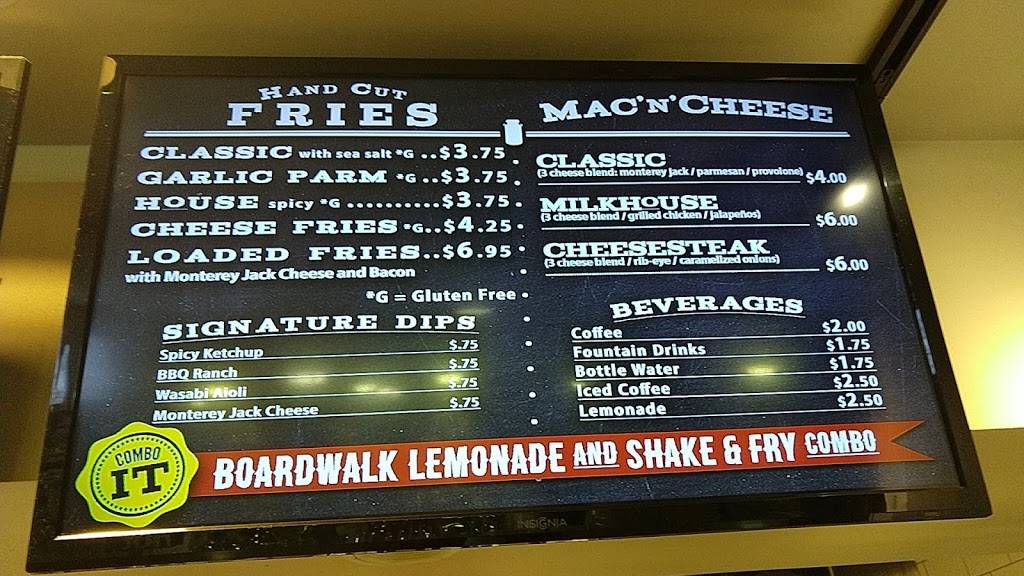 HAND CUT
FRIES
CLASSIC with sea salt *G ..$3.75
GARLIC PARM *G ..$3.75
HOUSE spicy *G ..........$3.75
CHEESE FRIES *G..$4.25
LOADED FRIES..$6.95
with Monterey Jack Cheese and Bacon
*G = Gluten Free
SIGNATURE DIPS
Spicy Ketchup $.75
BBQ Ranch $.75
Wasabi Aioli $.75
Monterey Jack Cheese $.75
MAC'N'CHEESE
CLASSIC
(3 cheese blend: monterey jack / parmesan / provolone) $4.00
MILKHOUSE
(3 cheese blend / grilled chicken / jalapeños) $6.00
CHEESESTEAK
(3 cheese blend / rib-eye / caramelized onions) $6.00
BEVERAGES
Coffee $2.00
Fountain Drinks $1.75
Bottle Water $1.75
Iced Coffee $2.50
Lemonade $2.50
COMBO
IT
BOARDWALK LEMONADE AND SHAKE & FRY COMBO
INSIGNIA